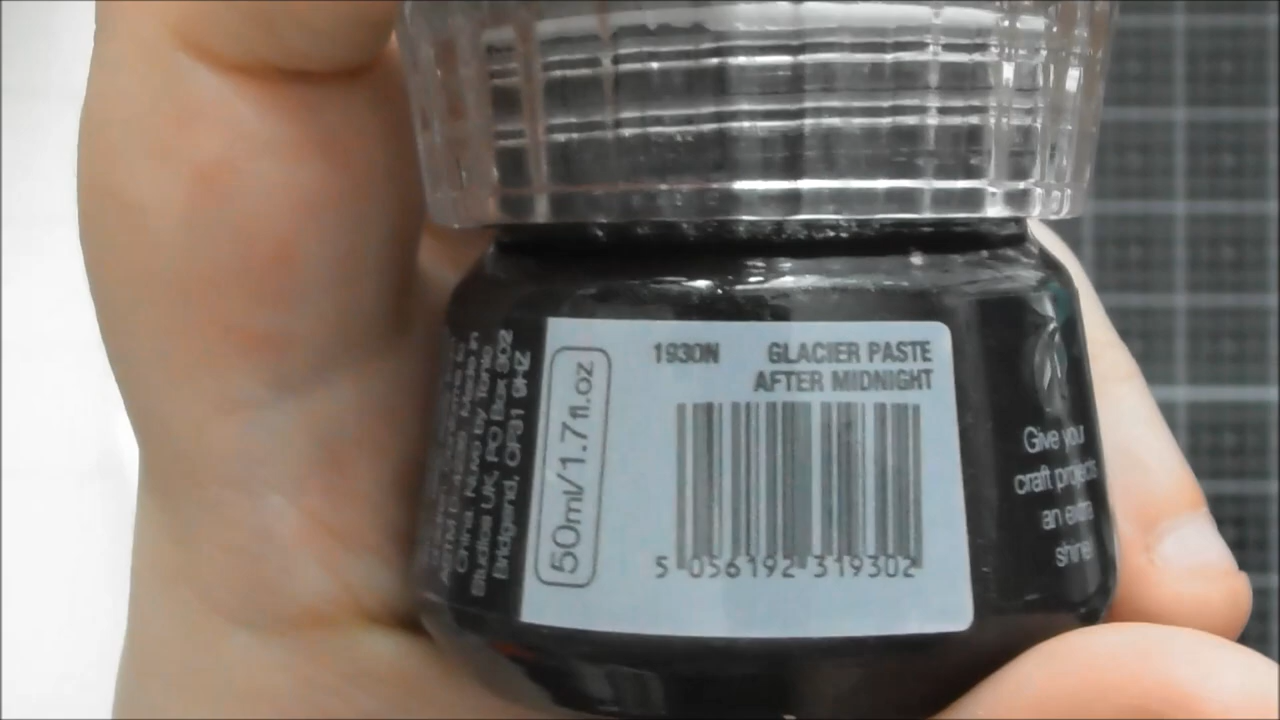 1930N
GLACIER PASTE
AFTER MIDNIGHT
50ml/1.7fl.oz
5 056192 319302
China. Nuvo by Tonic
Studios UK, PO Box 302
Bridgend, CF31 9HZ
Give your
craft projects
an extra
shine